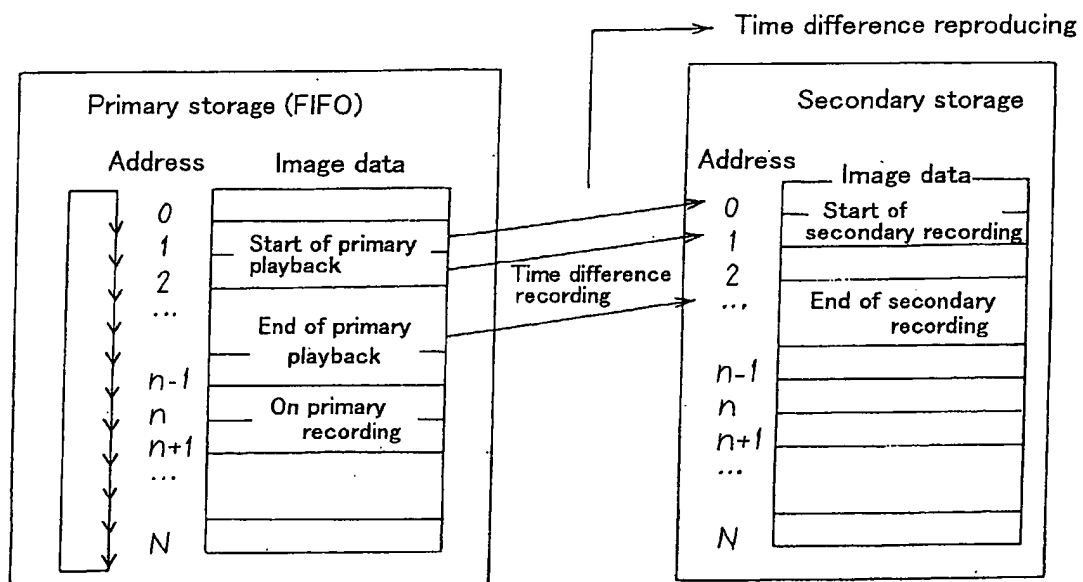 Time difference reproducing
Primary storage (FIFO)
Address
Image data
0
1
2
...
n-1
n
n+1
...
N
Start of primary
playback
End of primary
playback
On primary
recording
Time difference
recording
Secondary storage
Address
Image data
0
1
2
...
n-1
n
n+1
...
N
Start of
secondary recording
End of secondary
recording